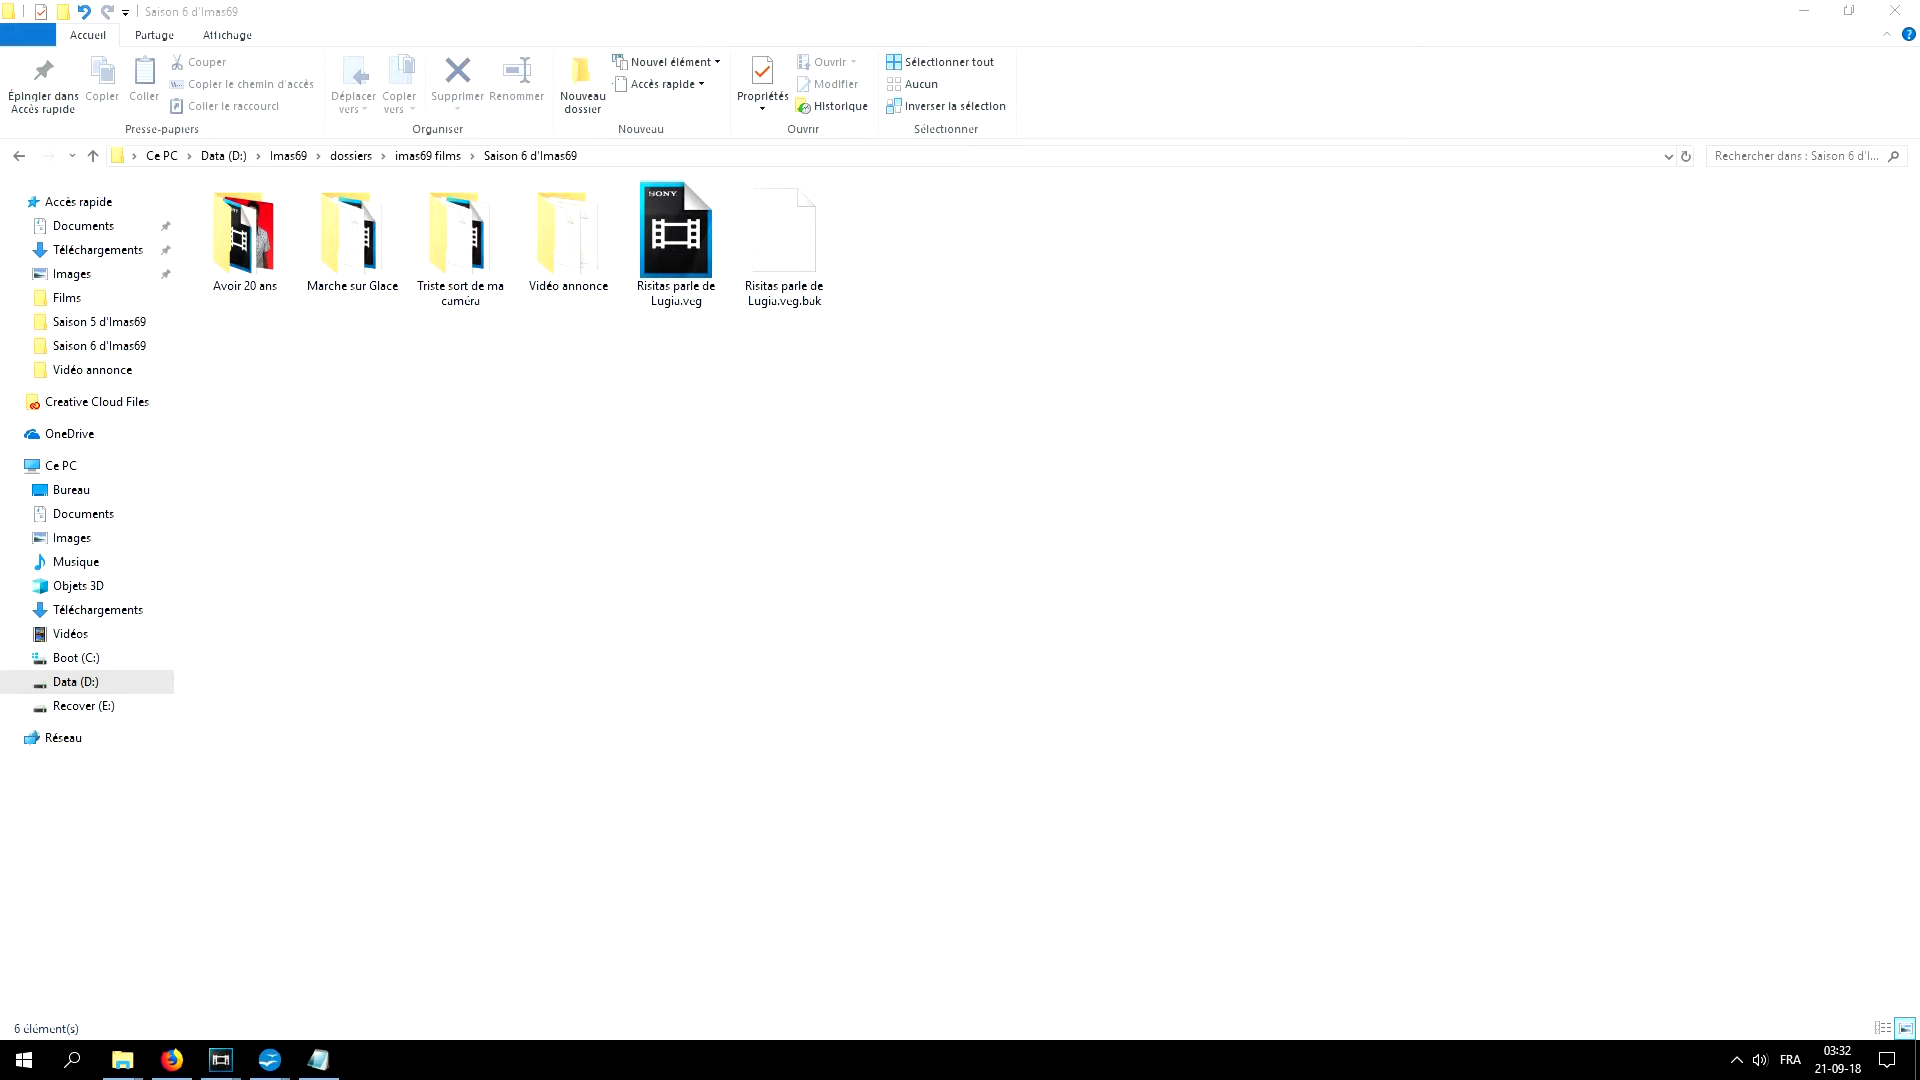 Saison 6 d'Imas69
Accueil
Partage
Affichage
Épingler dans
Accès rapide
Copier
Coller
Couper
Copier le chemin d'accès
Coller le raccourci
Presse-papiers
Déplacer
vers
Copier
vers
Supprimer
Renommer
Organiser
Nouveau
dossier
Nouvel élément
Accès rapide
Nouveau
Propriétés
Ouvrir
Modifier
Historique
Ouvrir
Sélectionner tout
Aucun
Inverser la sélection
Sélectionner
Ce PC
Data (D:)
Imas69
dossiers
imas69 films
Saison 6 d'Imas69
Rechercher dans : Saison 6 d'I...
Accès rapide
Documents
Téléchargements
Images
Films
Saison 5 d'Imas69
Saison 6 d'Imas69
Vidéo annonce
Creative Cloud Files
OneDrive
Ce PC
Bureau
Documents
Images
Musique
Objets 3D
Téléchargements
Vidéos
Boot (C:)
Data (D:)
Recover (E:)
Réseau
Avoir 20 ans
Marche sur Glace
Triste sort de ma
caméra
Vidéo annonce
SONY
Risitas parle de
Lugia.veg
Risitas parle de
Lugia.veg.bak
6 élément(s)
FRA
03:32
21-09-18